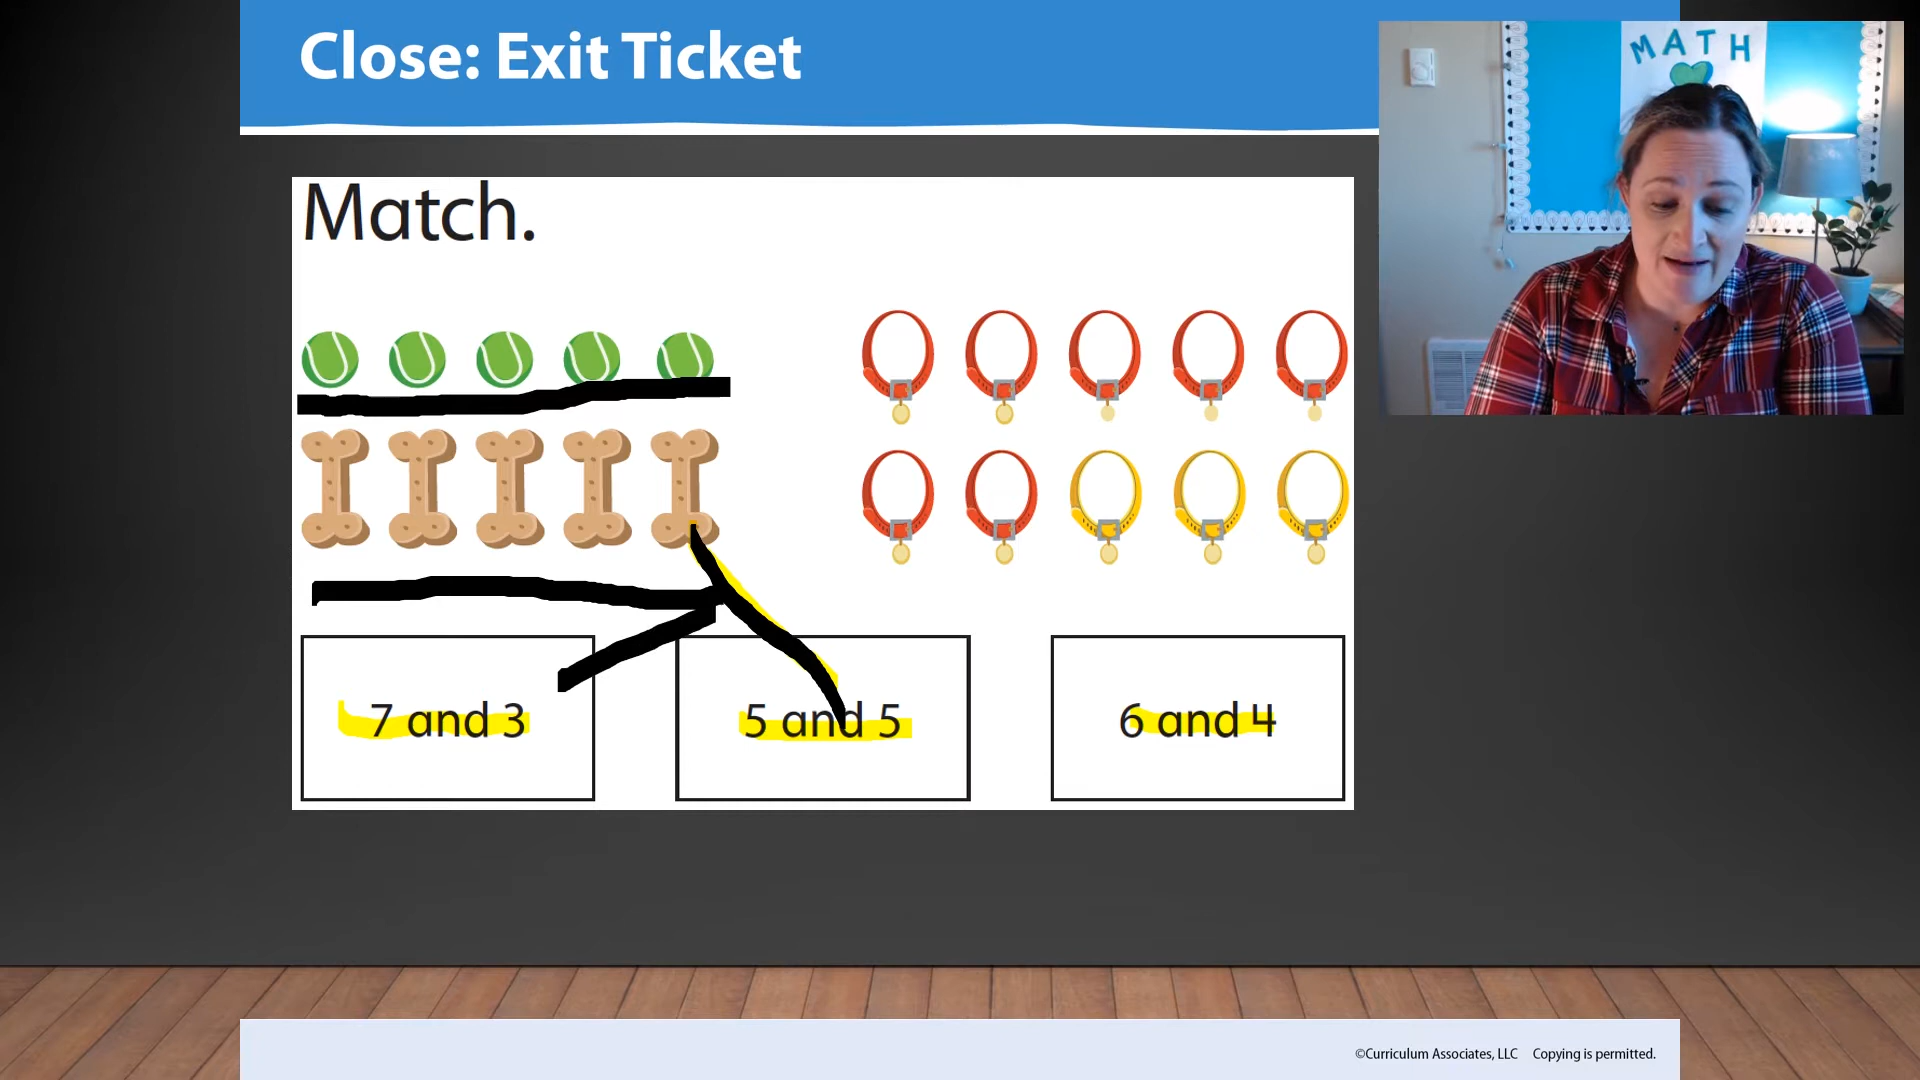 Close: Exit Ticket
MATH
Match.
7 and 3
5 and 5
6 and 4
©Curriculum Associates, LLC Copying is permitted.